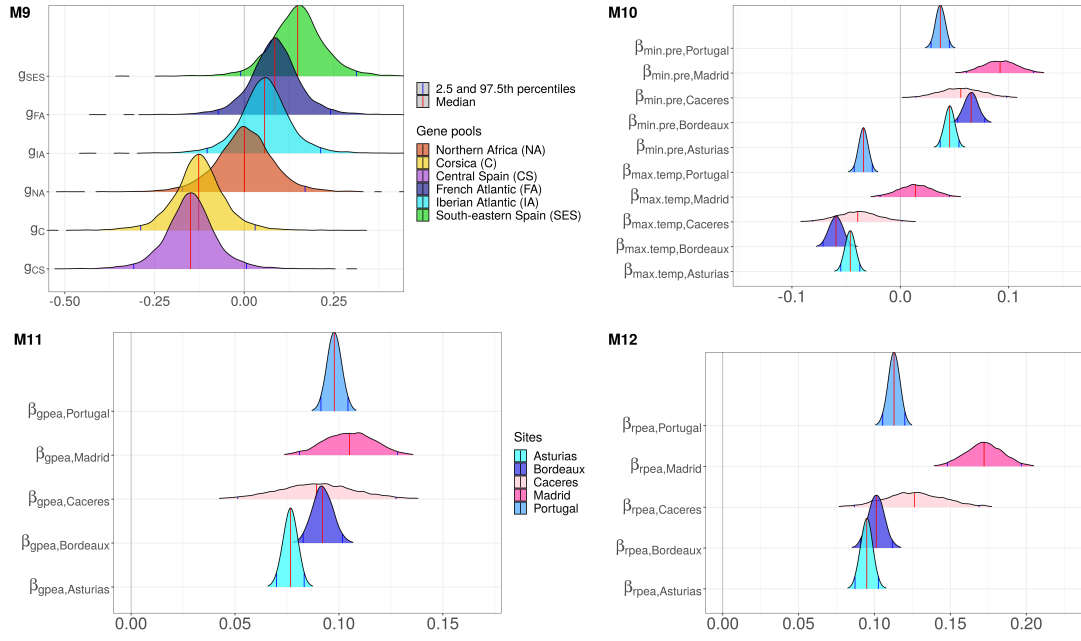 M9
g_SES
g_FA
g_IA
g_NA
g_C
g_CS
-0.50 -0.25 0.00 0.25
2.5 and 97.5th percentiles
Median
Gene pools
Northern Africa (NA)
Corsica (C)
Central Spain (CS)
French Atlantic (FA)
Iberian Atlantic (IA)
South-eastern Spain (SES)
M10
βmin.pre,Portugal
βmin.pre,Madrid
βmin.pre,Caceres
βmin.pre,Bordeaux
βmin.pre,Asturias
βmax.temp,Portugal
βmax.temp,Madrid
βmax.temp,Caceres
βmax.temp,Bordeaux
βmax.temp,Asturias
-0.1 0.0 0.1
M11
βgpea,Portugal
βgpea,Madrid
βgpea,Caceres
βgpea,Bordeaux
βgpea,Asturias
0.00 0.05 0.10 0.15
Sites
Asturias
Bordeaux
Caceres
Madrid
Portugal
M12
βrpea,Portugal
βrpea,Madrid
βrpea,Caceres
βrpea,Bordeaux
βrpea,Asturias
0.00 0.05 0.10 0.15 0.20